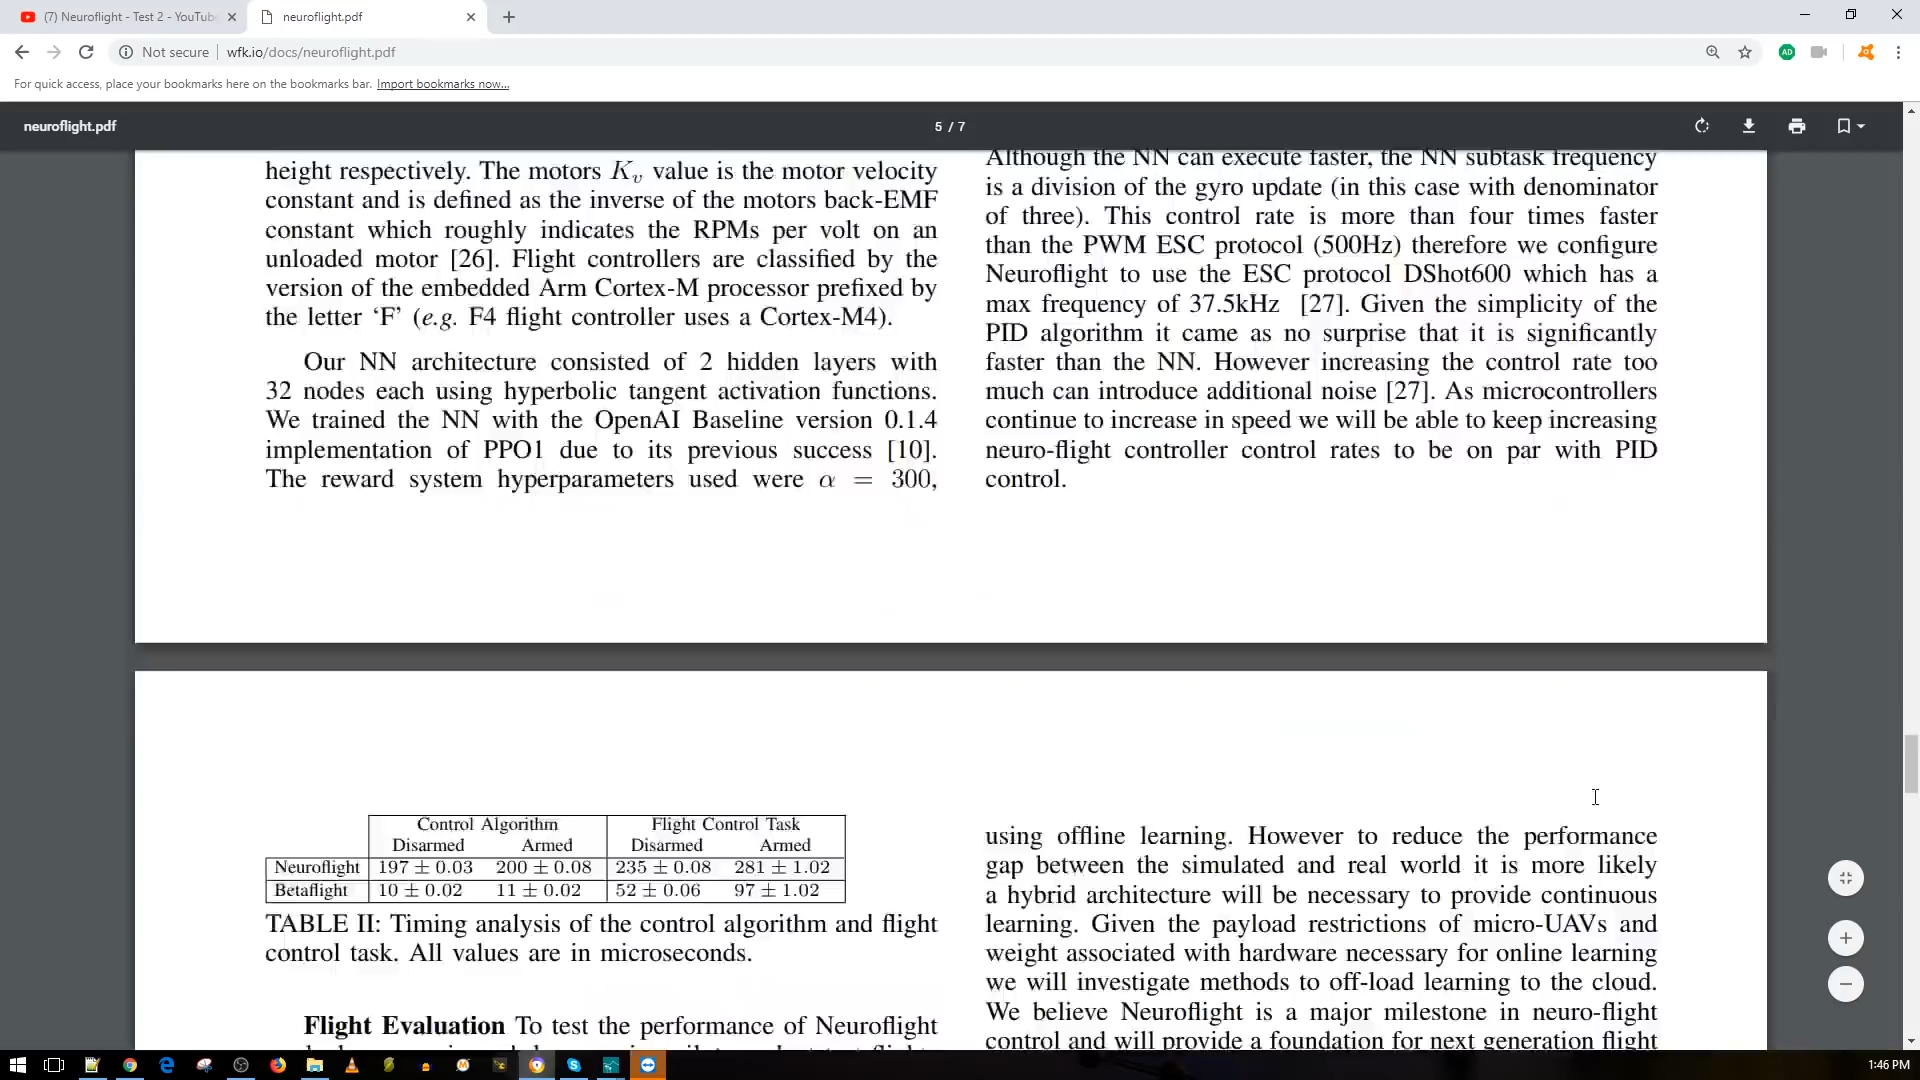 (7) Neuroflight - Test 2 - YouTub
neuroflight.pdf
Not secure
wfk.io/docs/neuroflight.pdf
For quick access, place your bookmarks here on the bookmarks bar. Import bookmarks now...
neuroflight.pdf
5 / 7
height respectively. The motors Kv value is the motor velocity
constant and is defined as the inverse of the motors back-EMF
constant which roughly indicates the RPMs per volt on an
unloaded motor [26]. Flight controllers are classified by the
version of the embedded Arm Cortex-M processor prefixed by
the letter ‘F’ (e.g. F4 flight controller uses a Cortex-M4).
Our NN architecture consisted of 2 hidden layers with
32 nodes each using hyperbolic tangent activation functions.
We trained the NN with the OpenAI Baseline version 0.1.4
implementation of PPO1 due to its previous success [10].
The reward system hyperparameters used were α = 300,
Although the NN can execute faster, the NN subtask frequency
is a division of the gyro update (in this case with denominator
of three). This control rate is more than four times faster
than the PWM ESC protocol (500Hz) therefore we configure
Neuroflight to use the ESC protocol DShot600 which has a
max frequency of 37.5kHz [27]. Given the simplicity of the
PID algorithm it came as no surprise that it is significantly
faster than the NN. However increasing the control rate too
much can introduce additional noise [27]. As microcontrollers
continue to increase in speed we will be able to keep increasing
neuro-flight controller control rates to be on par with PID
control.
Control Algorithm Flight Control Task
Disarmed Armed Disarmed Armed
Neuroflight 197 ± 0.03 200 ± 0.08 235 ± 0.08 281 ± 1.02
Betaflight 10 ± 0.02 11 ± 0.02 52 ± 0.06 97 ± 1.02
TABLE II: Timing analysis of the control algorithm and flight
control task. All values are in microseconds.
Flight Evaluation To test the performance of Neuroflight
using offline learning. However to reduce the performance
gap between the simulated and real world it is more likely
a hybrid architecture will be necessary to provide continuous
learning. Given the payload restrictions of micro-UAVs and
weight associated with hardware necessary for online learning
we will investigate methods to off-load learning to the cloud.
We believe Neuroflight is a major milestone in neuro-flight
control and will provide a foundation for next generation flight
1:46 PM